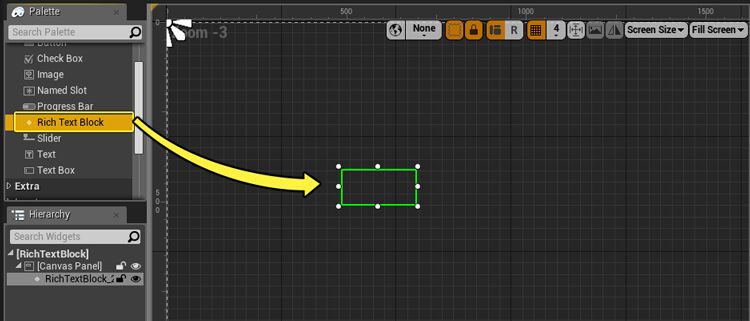 Palette
Search Palette
Button
Check Box
Image
Named Slot
Progress Bar
Rich Text Block
Slider
Text
Text Box
Extra
Hierarchy
Search Widgets
[RichTextBlock]
[Canvas Panel]
RichTextBlock_
0
500
1000
1500
Zoom -3
None
R
4
Screen Size
Fill Screen
0
500